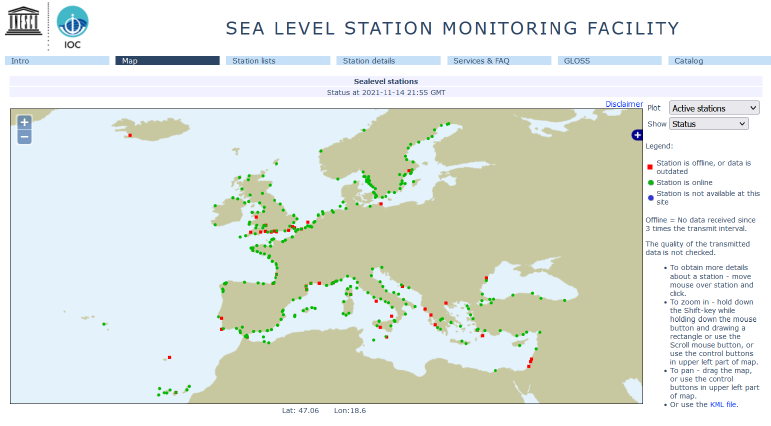 SEA LEVEL STATION MONITORING FACILITY
IOC
Intro
Map
Station lists
Station details
Services & FAQ
GLOSS
Catalog
Sealevel stations
Status at 2021-11-14 21:55 GMT
Disclaimer
Plot Active stations
Show Status
Legend:
Station is offline, or data is
outdated
Station is online
Station is not available at this
site
Offline = No data received since
3 times the transmit interval.
The quality of the transmitted
data is not checked.
• To obtain more details
about a station - move
mouse over station and
click.
• To zoom in - hold down
the Shift-key while
holding down the mouse
button and drawing a
rectangle or use the
Scroll mouse button, or
use the control buttons
in upper left part of map.
• To pan - drag the map,
or use the control
buttons in upper left part
of map.
• Or use the KML file.
Lat: 47.06 Lon:18.6